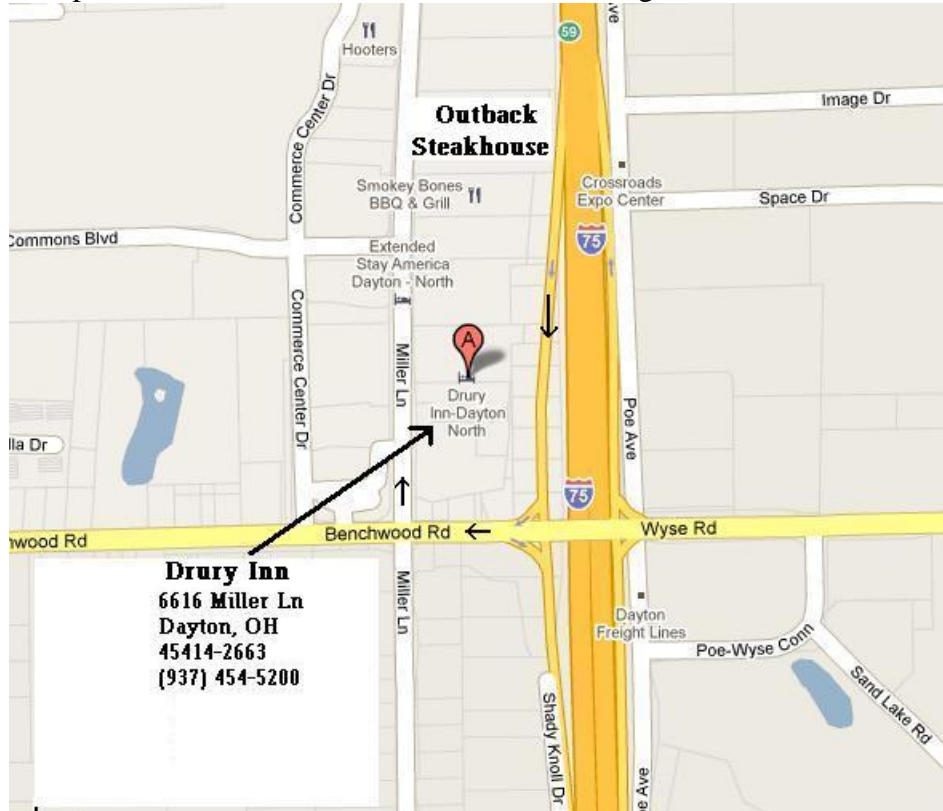 Hooters
59
Ave
Commerce Center Dr
Outback
Steakhouse
Image Dr
Smokey Bones
BBQ & Grill
Crossroads
Expo Center
Space Dr
Commons Blvd
75
Extended
Stay America
Dayton - North
Commerce Center Dr
Miller Ln
A
Drury
Inn-Dayton
North
Poe Ave
lla Dr
75
nwood Rd
Benchwood Rd
Wyse Rd
Drury Inn
6616 Miller Ln
Dayton, OH
45414-2663
(937) 454-5200
Miller Ln
Dayton
Freight Lines
Poe-Wyse Conn
Sand Lake Rd
Shady Knoll Dr
e Ave